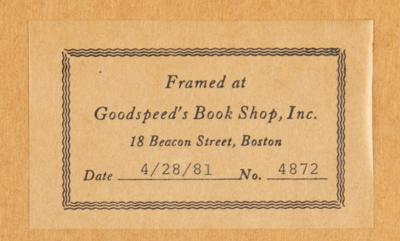 Framed at
Goodspeed's Book Shop, Inc.
18 Beacon Street, Boston
Date 4/28/81 No. 4872